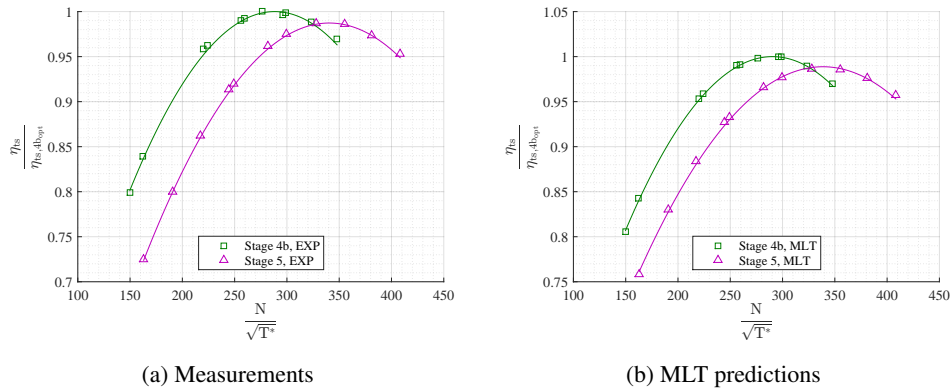 1
0.95
0.9
0.85
0.8
0.75
0.7
η_ts / η_ts,4b_opt
Stage 4b, EXP
Stage 5, EXP
100 150 200 250 300 350 400 450
N / √T*
(a) Measurements
1.05
1
0.95
0.9
0.85
0.8
0.75
η_ts / η_ts,4b_opt
Stage 4b, MLT
Stage 5, MLT
100 150 200 250 300 350 400 450
N / √T*
(b) MLT predictions